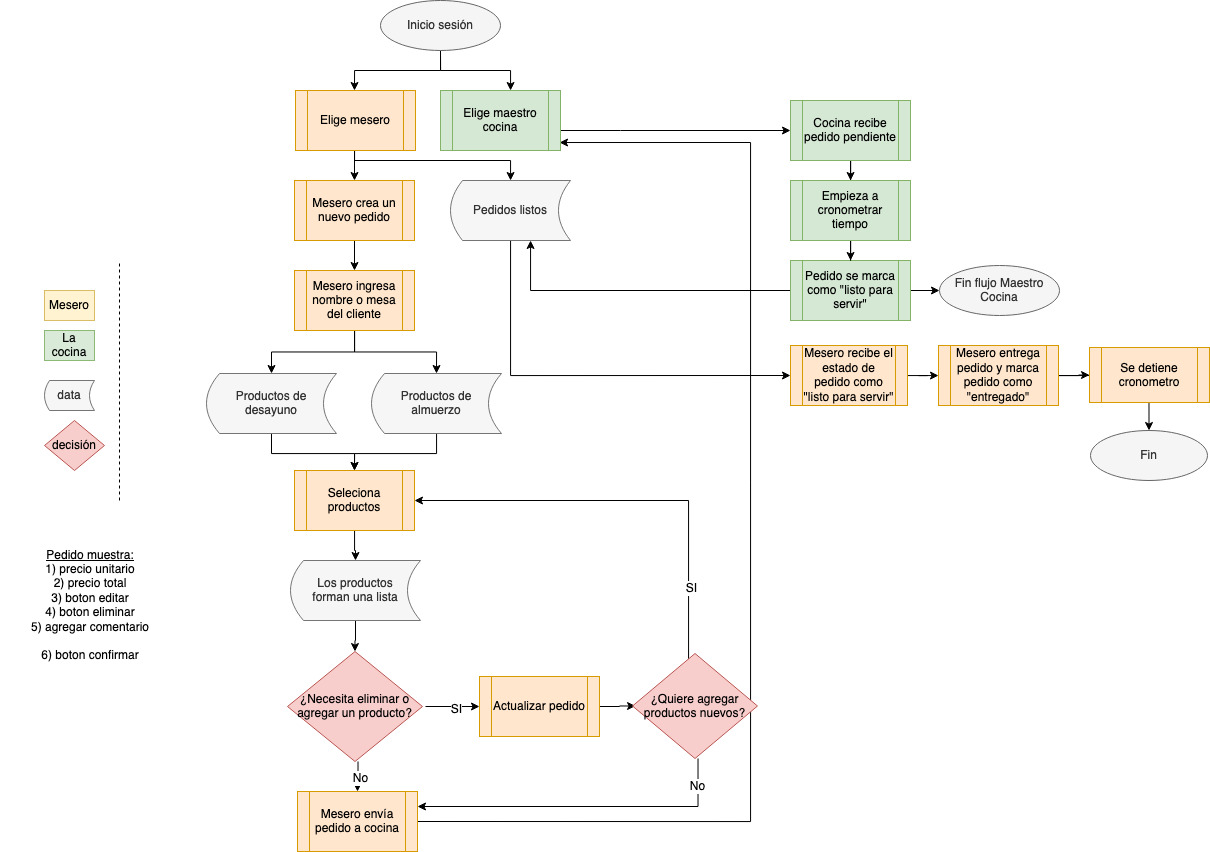 Inicio sesión
Elige mesero
Elige maestro
cocina
Cocina recibe
pedido pendiente
Mesero crea un
nuevo pedido
Pedidos listos
Empieza a
cronometrar
tiempo
Mesero ingresa
nombre o mesa
del cliente
Pedido se marca
como "listo para
servir"
Fin flujo Maestro
Cocina
Mesero
La
cocina
data
decisión
Productos de
desayuno
Productos de
almuerzo
Mesero recibe el
estado de
pedido como
"listo para servir"
Mesero entrega
pedido y marca
pedido como
"entregado"
Se detiene
cronometro
Fin
Selecciona
productos
Los productos
forman una lista
Pedido muestra:
1) precio unitario
2) precio total
3) boton editar
4) boton eliminar
5) agregar comentario
6) boton confirmar
¿Necesita eliminar o
agregar un producto?
SI
Actualizar pedido
¿Quiere agregar
productos nuevos?
SI
No
No
Mesero envía
pedido a cocina